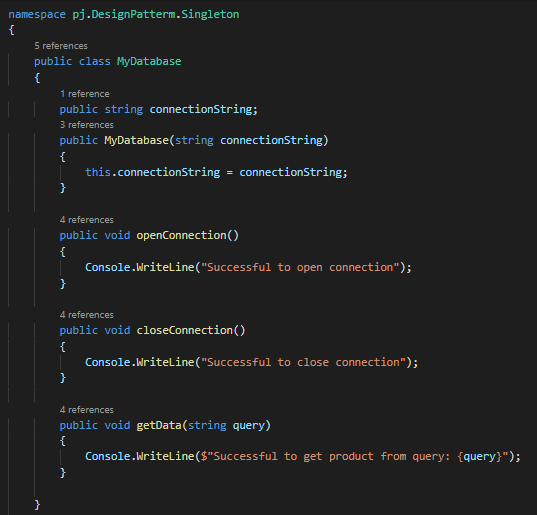 namespace pj.DesignPatterm.Singleton
{
5 references
public class MyDatabase
{
1 reference
public string connectionString;
3 references
public MyDatabase(string connectionString)
{
this.connectionString = connectionString;
}
4 references
public void openConnection()
{
Console.WriteLine("Successful to open connection");
}
4 references
public void closeConnection()
{
Console.WriteLine("Successful to close connection");
}
4 references
public void getData(string query)
{
Console.WriteLine($"Successful to get product from query: {query}");
}
}